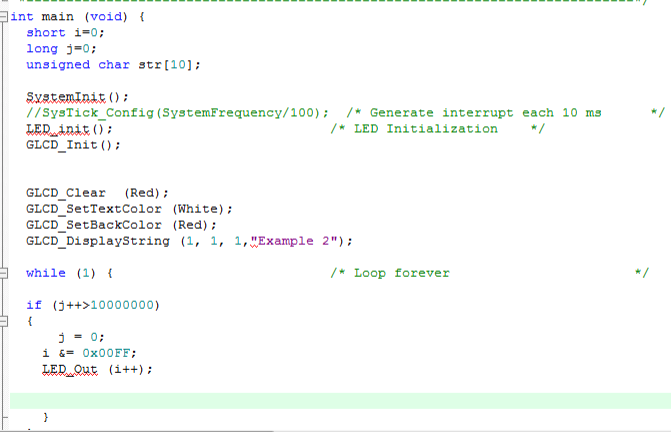 int main (void) {
short i=0;
long j=0;
unsigned char str[10];
SystemInit();
//SysTick_Config(SystemFrequency/100);  /* Generate interrupt each 10 ms      */
LED_init();                             /* LED Initialization    */
GLCD_Init();
GLCD_Clear  (Red);
GLCD_SetTextColor (White);
GLCD_SetBackColor (Red);
GLCD_DisplayString (1, 1, 1,"Example 2");
while (1) {                           /* Loop forever                       */
if (j++>10000000)
{
j = 0;
i &= 0x00FF;
LED_Out (i++);
}